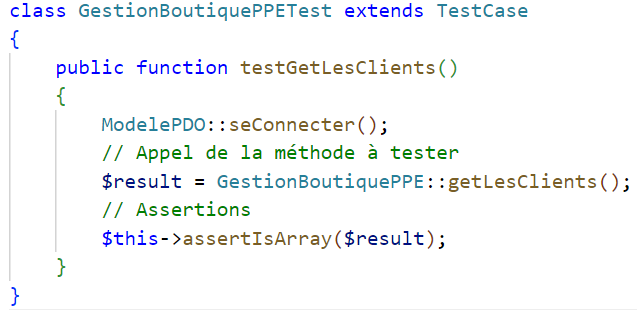 class GestionBoutiquePPETest extends TestCase
{
    public function testGetLesClients()
    {
        ModelePDO::seConnecter();
        // Appel de la méthode à tester
        $result = GestionBoutiquePPE::getLesClients();
        // Assertions
        $this->assertIsArray($result);
    }
}